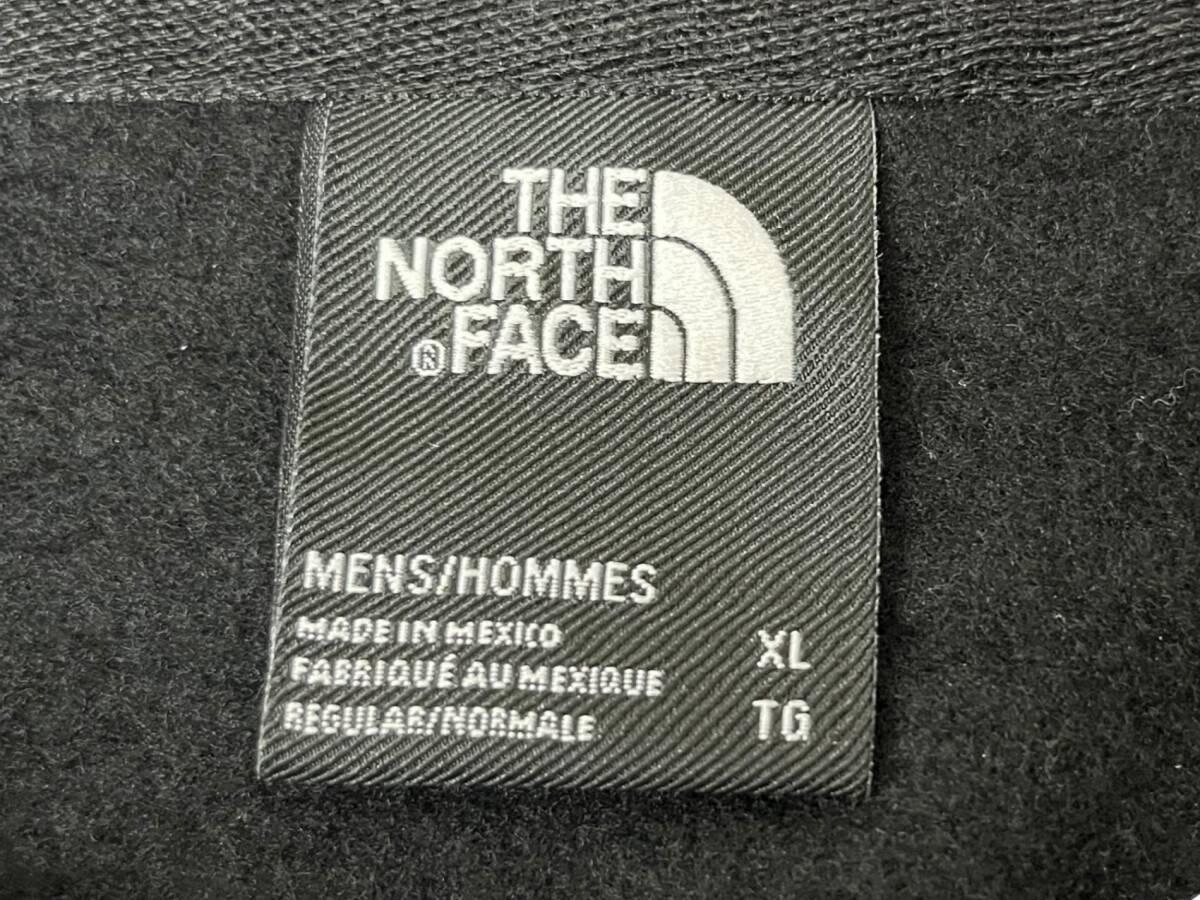 THE
NORTH
®FACE
MENS/HOMMES
MADE IN MEXICO
FABRIQUÉ AU MEXIQUE
REGULAR/NORMALE
XL
TG